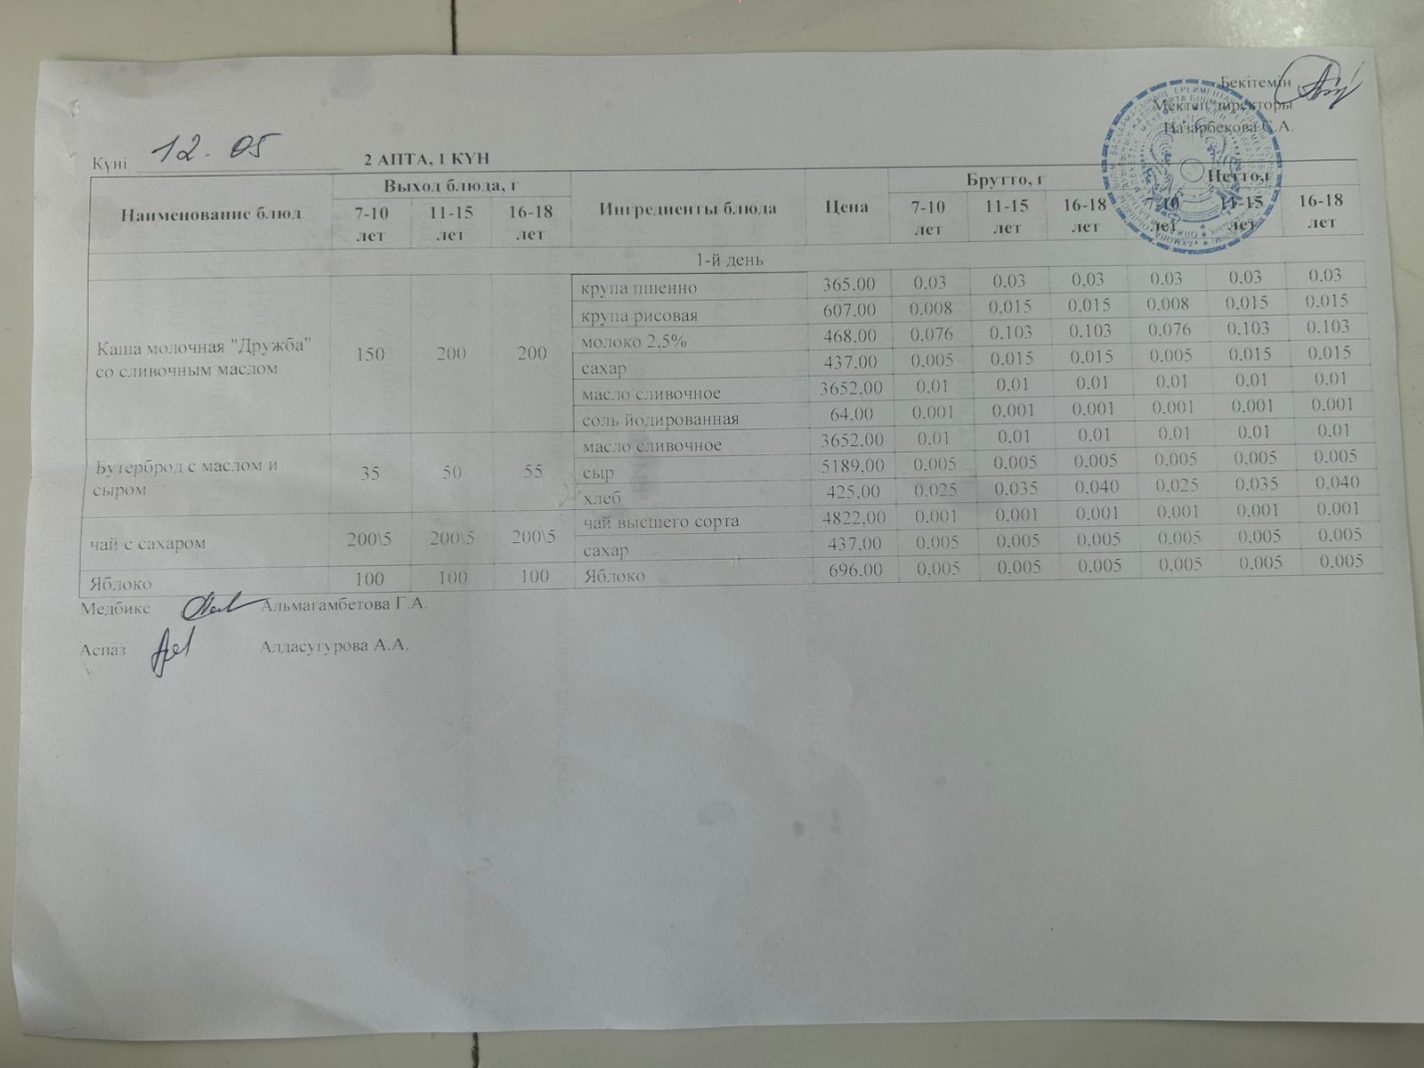 Бекітемін
Мектеп директоры
Назарбекова С.А.
Күні 12.05 2 АПТА, 1 КҮН
Наименование блюд Выход блюда, г Ингредиенты блюда Цена Брутто, г Нетто,г
7-10 лет 11-15 лет 16-18 лет 7-10 лет 11-15 лет 16-18 лет 7-10 лет 11-15 лет 16-18 лет
1-й день
Каша молочная "Дружба" со сливочным маслом 150 200 200 крупа пшенно 365,00 0,03 0,03 0,03 0,03 0,03 0,03
крупа рисовая 607,00 0,008 0,015 0,015 0,008 0,015 0,015
молоко 2,5% 468,00 0,076 0,103 0,103 0,076 0,103 0,103
сахар 437,00 0,005 0,015 0,015 0,005 0,015 0,015
масло сливочное 3652,00 0,01 0,01 0,01 0,01 0,01 0,01
соль йодированная 64,00 0,001 0,001 0,001 0,001 0,001 0,001
Бутерброд с маслом и сыром 35 50 55 масло сливочное 3652,00 0,01 0,01 0,01 0,01 0,01 0,01
сыр 5189,00 0,005 0,005 0,005 0,005 0,005 0,005
хлеб 425,00 0,025 0,035 0,040 0,025 0,035 0,040
чай с сахаром 200\5 200\5 200\5 чай высшего сорта 4822,00 0,001 0,001 0,001 0,001 0,001 0,001
сахар 437,00 0,005 0,005 0,005 0,005 0,005 0,005
Яблоко 100 100 100 Яблоко 696,00 0,005 0,005 0,005 0,005 0,005 0,005
Медбике Альмагамбетова Г.А.
Аспаз Алдасугурова А.А.